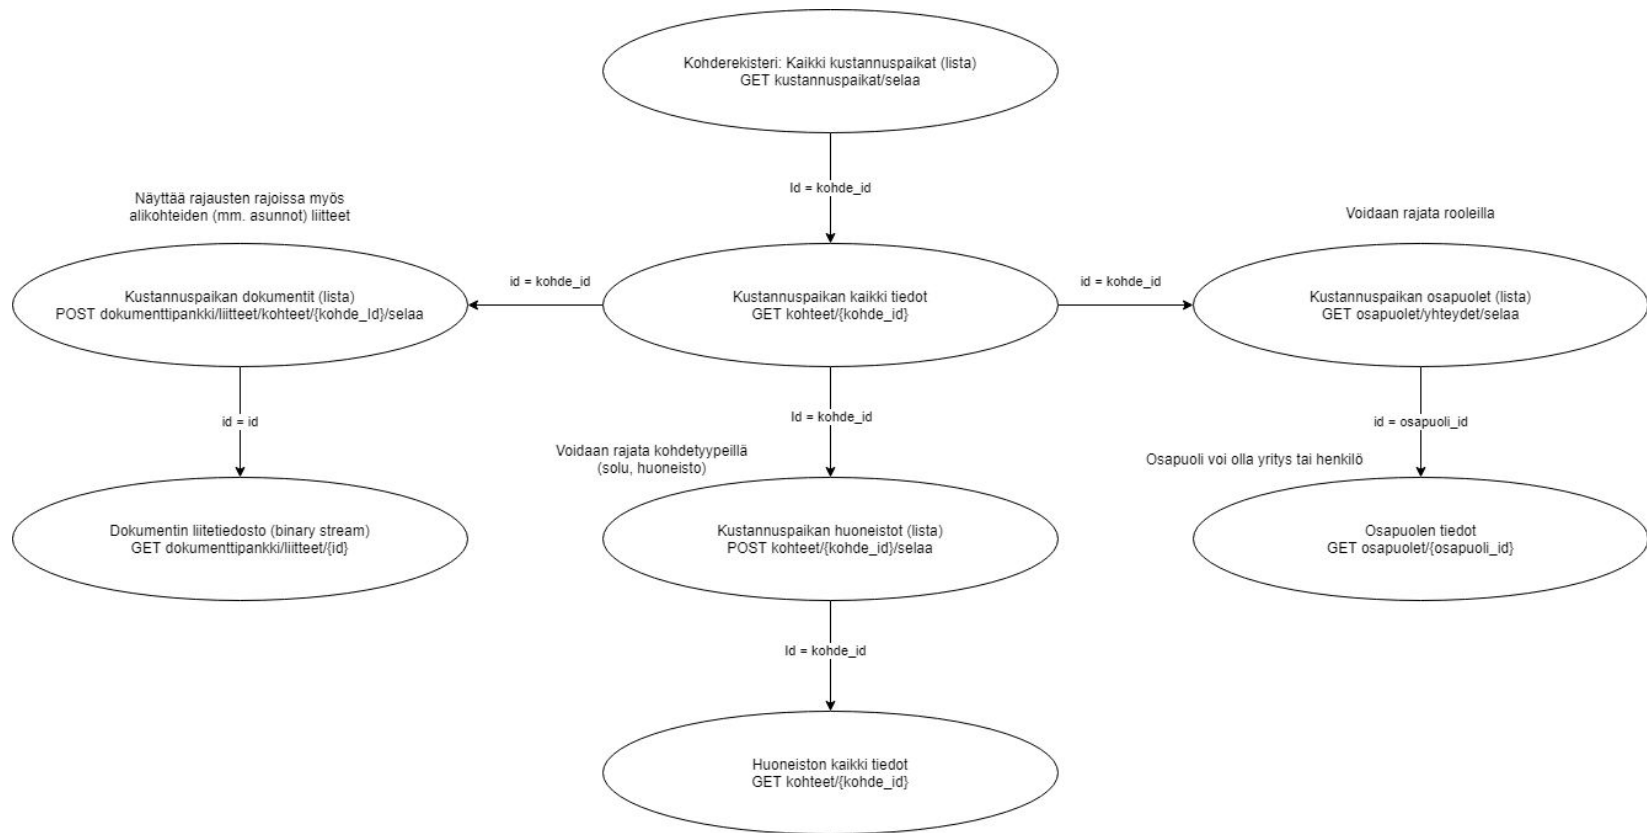 Kohderekisteri: Kaikki kustannuspaikat (lista)
GET kustannuspaikat/selaa
Id = kohde_id
Näyttää rajausten rajoissa myös
alikohteiden (mm. asunnot) liitteet
Voidaan rajata rooleilla
Kustannuspaikan dokumentit (lista)
POST dokumenttipankki/liitteet/kohteet/{kohde_Id}/selaa
id = kohde_id
Kustannuspaikan kaikki tiedot
GET kohteet/{kohde_id}
id = kohde_id
Kustannuspaikan osapuolet (lista)
GET osapuolet/yhteydet/selaa
id = id
Id = kohde_id
id = osapuoli_id
Voidaan rajata kohdetyypeillä
(solu, huoneisto)
Osapuoli voi olla yritys tai henkilö
Dokumentin liitetiedosto (binary stream)
GET dokumenttipankki/liitteet/{id}
Kustannuspaikan huoneistot (lista)
POST kohteet/{kohde_id}/selaa
Osapuolen tiedot
GET osapuolet/{osapuoli_id}
Id = kohde_id
Huoneiston kaikki tiedot
GET kohteet/{kohde_id}